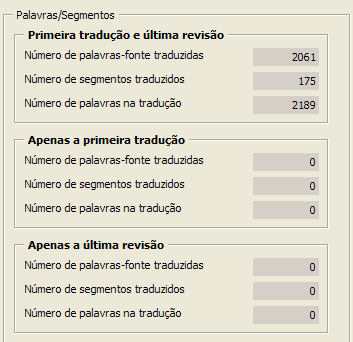 Palavras/Segmentos
Primeira tradução e última revisão
Número de palavras-fonte traduzidas 2061
Número de segmentos traduzidos 175
Número de palavras na tradução 2189
Apenas a primeira tradução
Número de palavras-fonte traduzidas 0
Número de segmentos traduzidos 0
Número de palavras na tradução 0
Apenas a última revisão
Número de palavras-fonte traduzidas 0
Número de segmentos traduzidos 0
Número de palavras na tradução 0